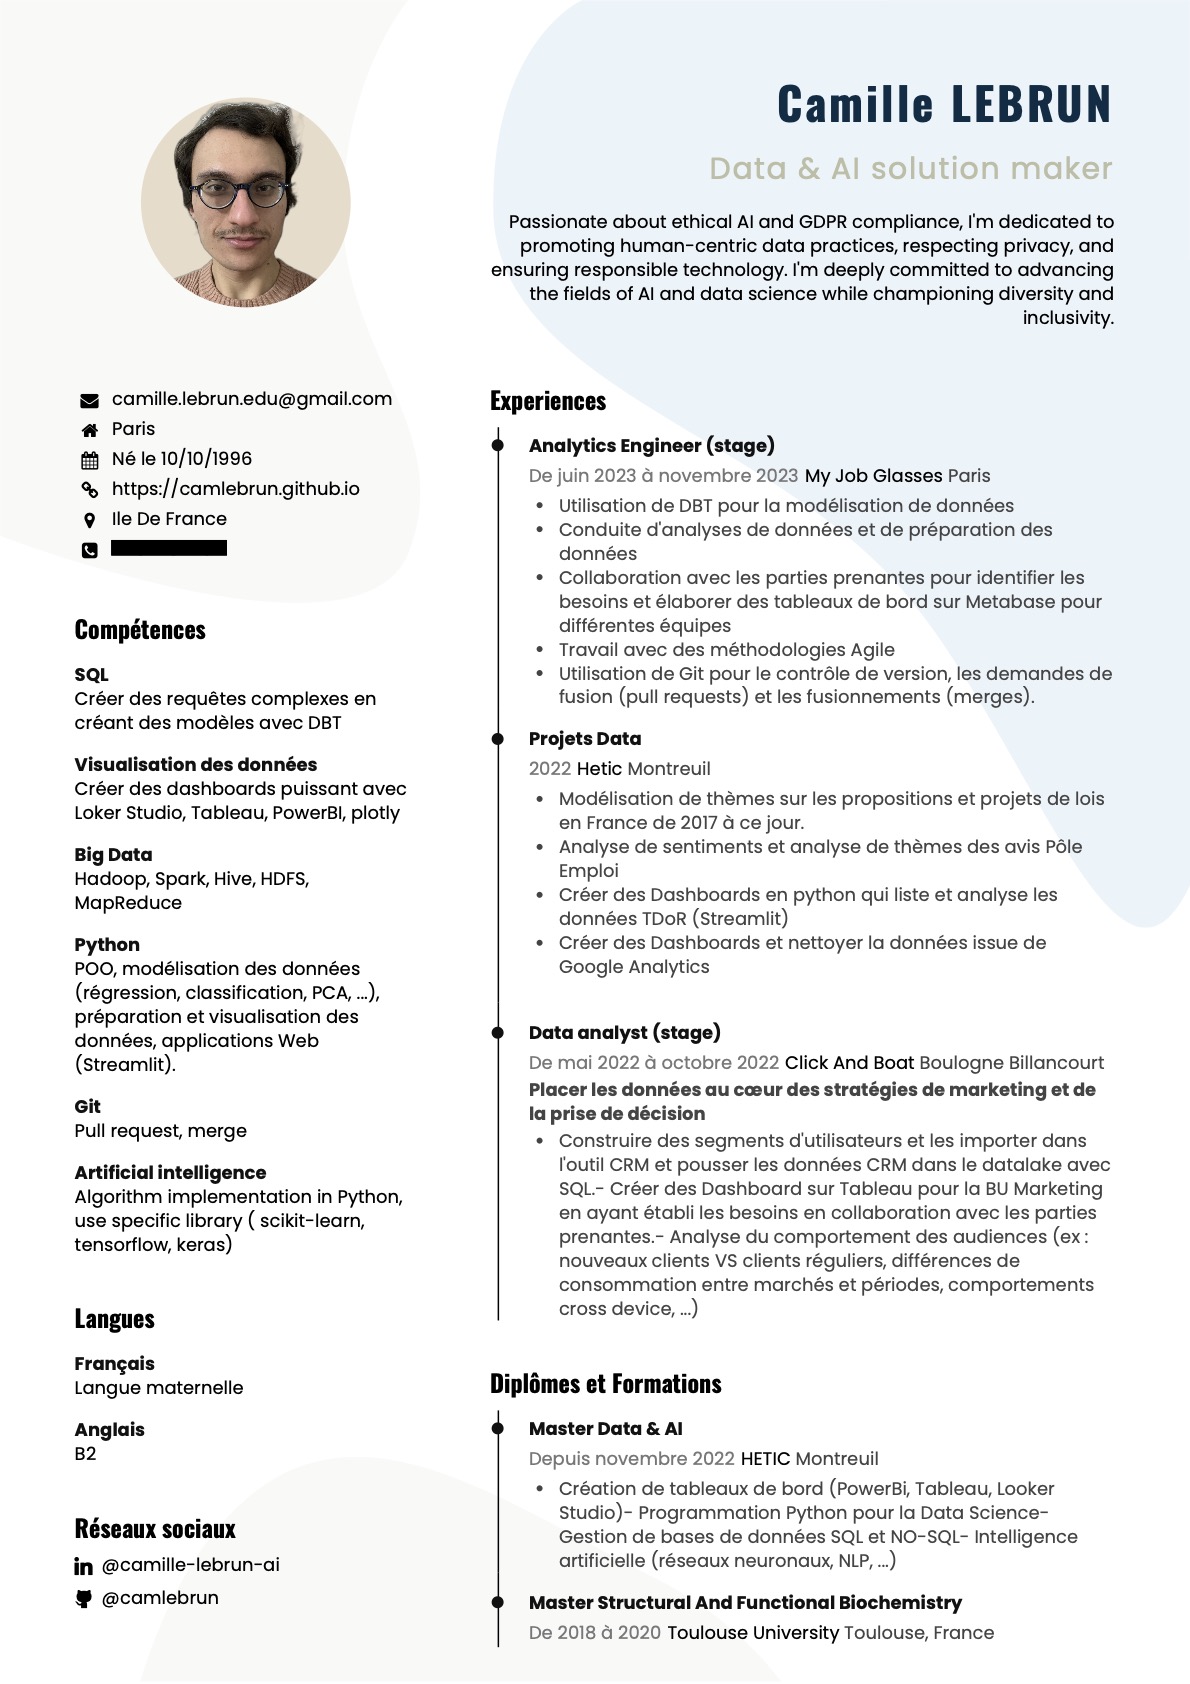 Camille LEBRUN
Data & AI solution maker
Passionate about ethical AI and GDPR compliance, I'm dedicated to
promoting human-centric data practices, respecting privacy, and
ensuring responsible technology. I'm deeply committed to advancing
the fields of AI and data science while championing diversity and
inclusivity.
camille.lebrun.edu@gmail.com
Paris
Né le 10/10/1996
https://camlebrun.github.io
Ile De France
Compétences
SQL
Créer des requêtes complexes en
créant des modèles avec DBT
Visualisation des données
Créer des dashboards puissant avec
Loker Studio, Tableau, PowerBI, plotly
Big Data
Hadoop, Spark, Hive, HDFS,
MapReduce
Python
POO, modélisation des données
(régression, classification, PCA, ...),
préparation et visualisation des
données, applications Web
(Streamlit).
Git
Pull request, merge
Artificial intelligence
Algorithm implementation in Python,
use specific library ( scikit-learn,
tensorflow, keras)
Langues
Français
Langue maternelle
Anglais
B2
Réseaux sociaux
@camille-lebrun-ai
@camlebrun
Experiences
Analytics Engineer (stage)
De juin 2023 à novembre 2023 My Job Glasses Paris
• Utilisation de DBT pour la modélisation de données
• Conduite d'analyses de données et de préparation des
données
• Collaboration avec les parties prenantes pour identifier les
besoins et élaborer des tableaux de bord sur Metabase pour
différentes équipes
• Travail avec des méthodologies Agile
• Utilisation de Git pour le contrôle de version, les demandes de
fusion (pull requests) et les fusionnements (merges).
Projets Data
2022 Hetic Montreuil
• Modélisation de thèmes sur les propositions et projets de lois
en France de 2017 à ce jour.
• Analyse de sentiments et analyse de thèmes des avis Pôle
Emploi
• Créer des Dashboards en python qui liste et analyse les
données TDoR (Streamlit)
• Créer des Dashboards et nettoyer la données issue de
Google Analytics
Data analyst (stage)
De mai 2022 à octobre 2022 Click And Boat Boulogne Billancourt
Placer les données au cœur des stratégies de marketing et de
la prise de décision
• Construire des segments d'utilisateurs et les importer dans
l'outil CRM et pousser les données CRM dans le datalake avec
SQL.- Créer des Dashboard sur Tableau pour la BU Marketing
en ayant établi les besoins en collaboration avec les parties
prenantes.- Analyse du comportement des audiences (ex :
nouveaux clients VS clients réguliers, différences de
consommation entre marchés et périodes, comportements
cross device, ...)
Diplômes et Formations
Master Data & AI
Depuis novembre 2022 HETIC Montreuil
• Création de tableaux de bord (PowerBi, Tableau, Looker
Studio)- Programmation Python pour la Data Science-
Gestion de bases de données SQL et NO-SQL- Intelligence
artificielle (réseaux neuronaux, NLP, ...)
Master Structural And Functional Biochemistry
De 2018 à 2020 Toulouse University Toulouse, France